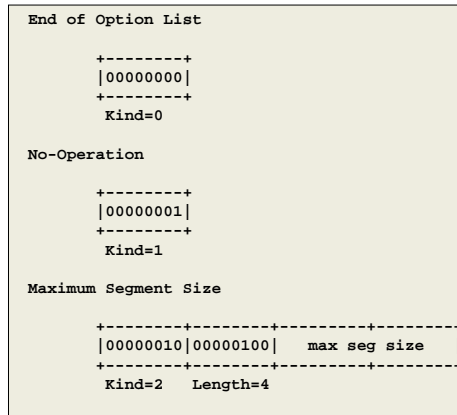 End of Option List
+--------+
|00000000|
+--------+
Kind=0
No-Operation
+--------+
|00000001|
+--------+
Kind=1
Maximum Segment Size
+--------+--------+---------+--------
|00000010|00000100| max seg size
+--------+--------+---------+--------
Kind=2 Length=4